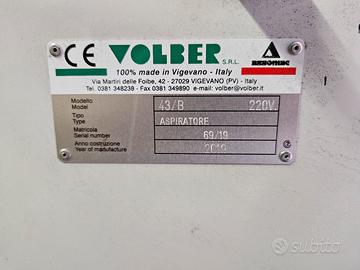 CE VOLBER S.R.L.
100% made in Vigevano - Italy
Via Martiri delle Foibe, 42 - 27029 VIGEVANO (PV) - Italy
Tel. 0381 348238 - Fax 0381 349890 e-mail: volber@volber.it
Modello
Model 43/B 220V.
Tipo
Type ASPIRATORE
Matricola
Serial number 69/19
Anno costruzione
Year of manufacture 2019
subito